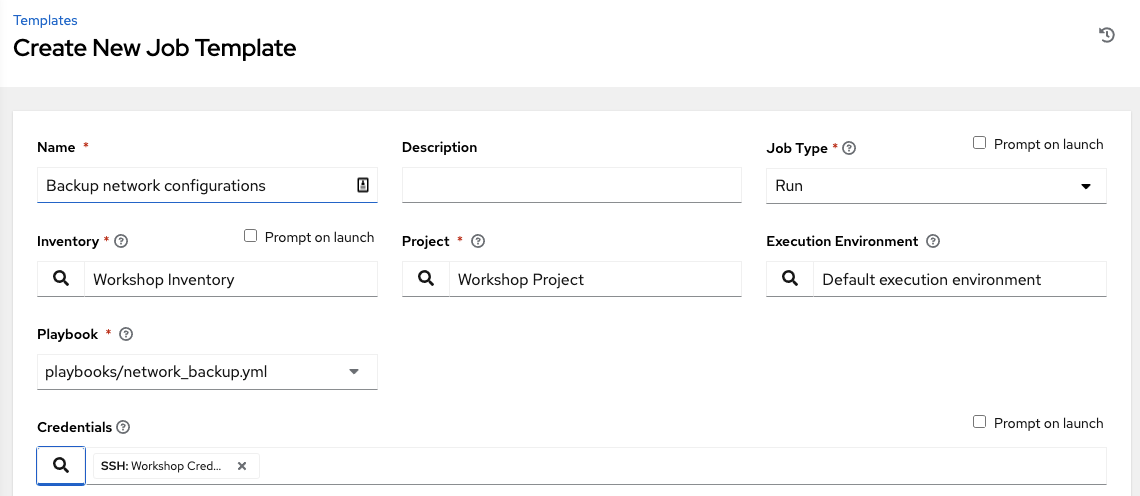 Templates
Create New Job Template
Name *
Description
Job Type *
Prompt on launch
Backup network configurations
Run
Inventory *
Prompt on launch
Project *
Execution Environment
Workshop Inventory
Workshop Project
Default execution environment
Playbook *
playbooks/network_backup.yml
Credentials
Prompt on launch
SSH: Workshop Cred...